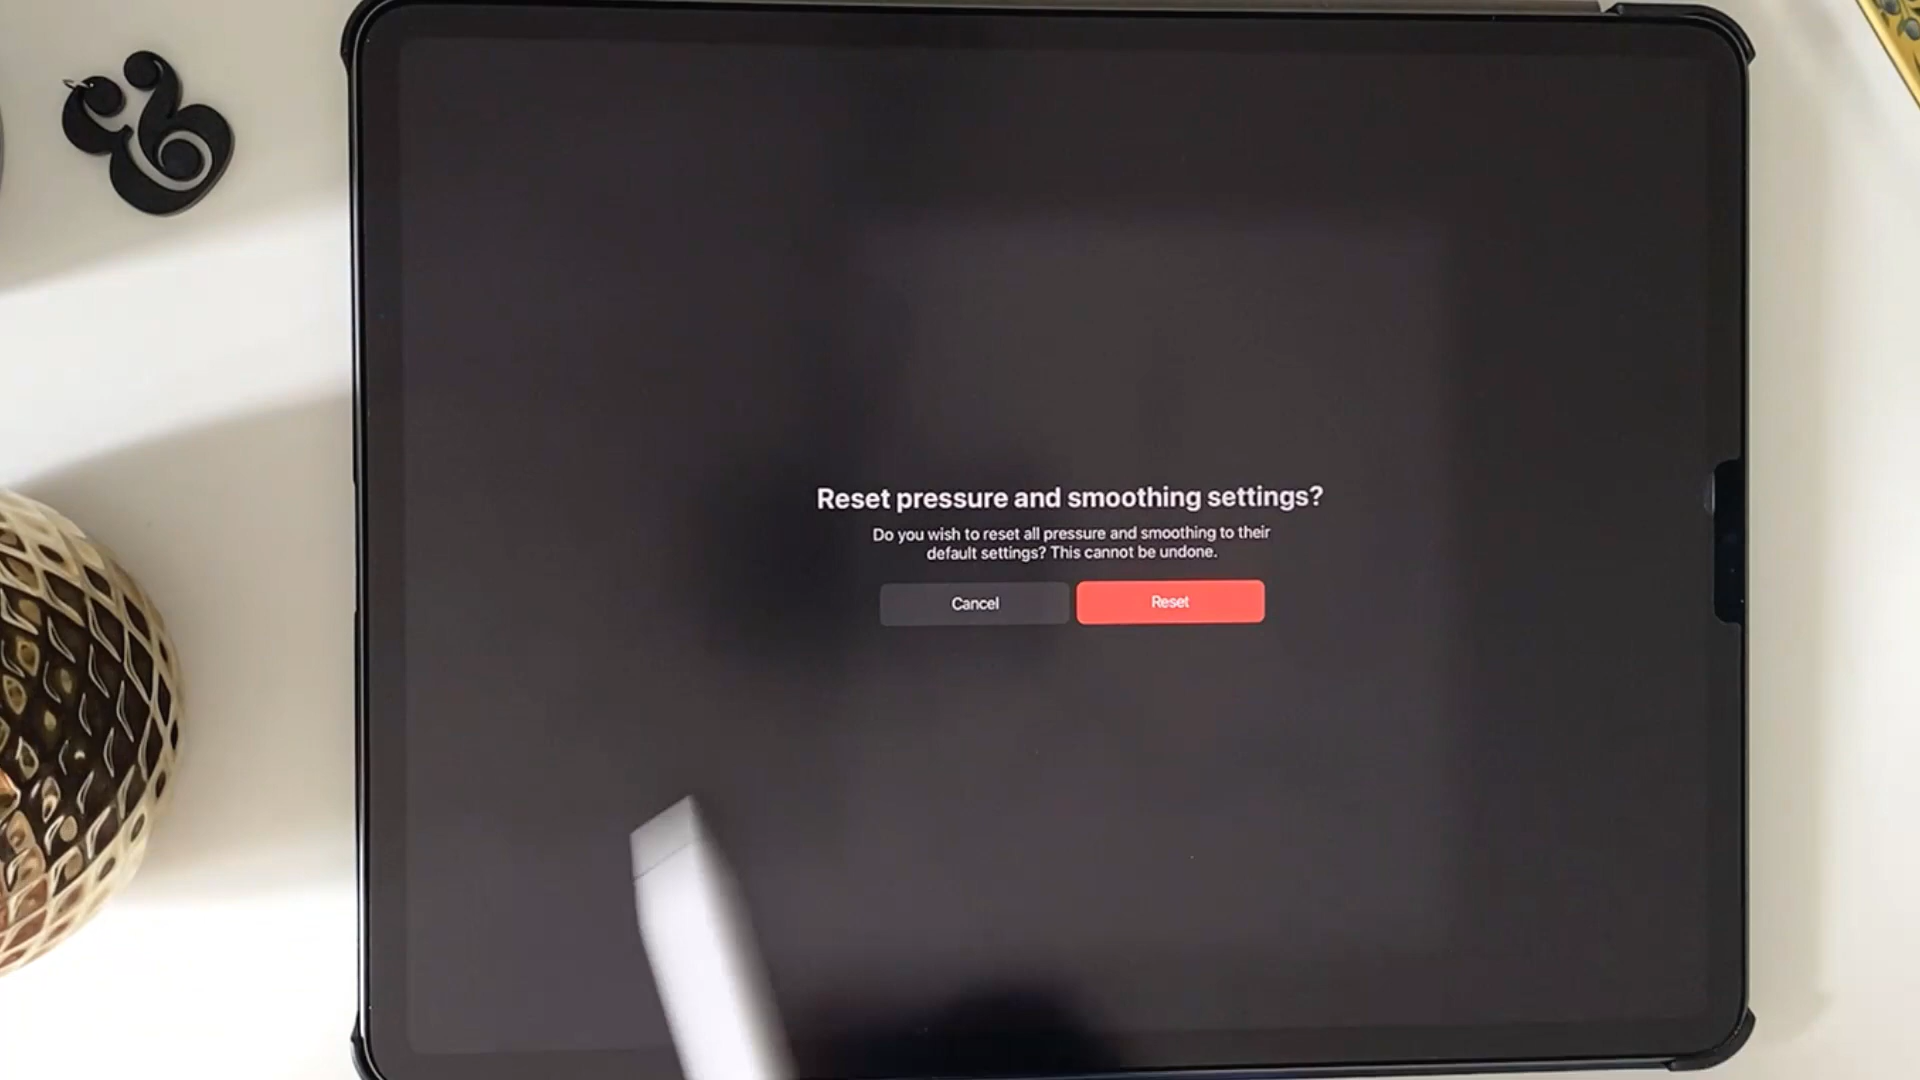 Reset pressure and smoothing settings?
Do you wish to reset all pressure and smoothing to their
default settings? This cannot be undone.
Cancel
Reset